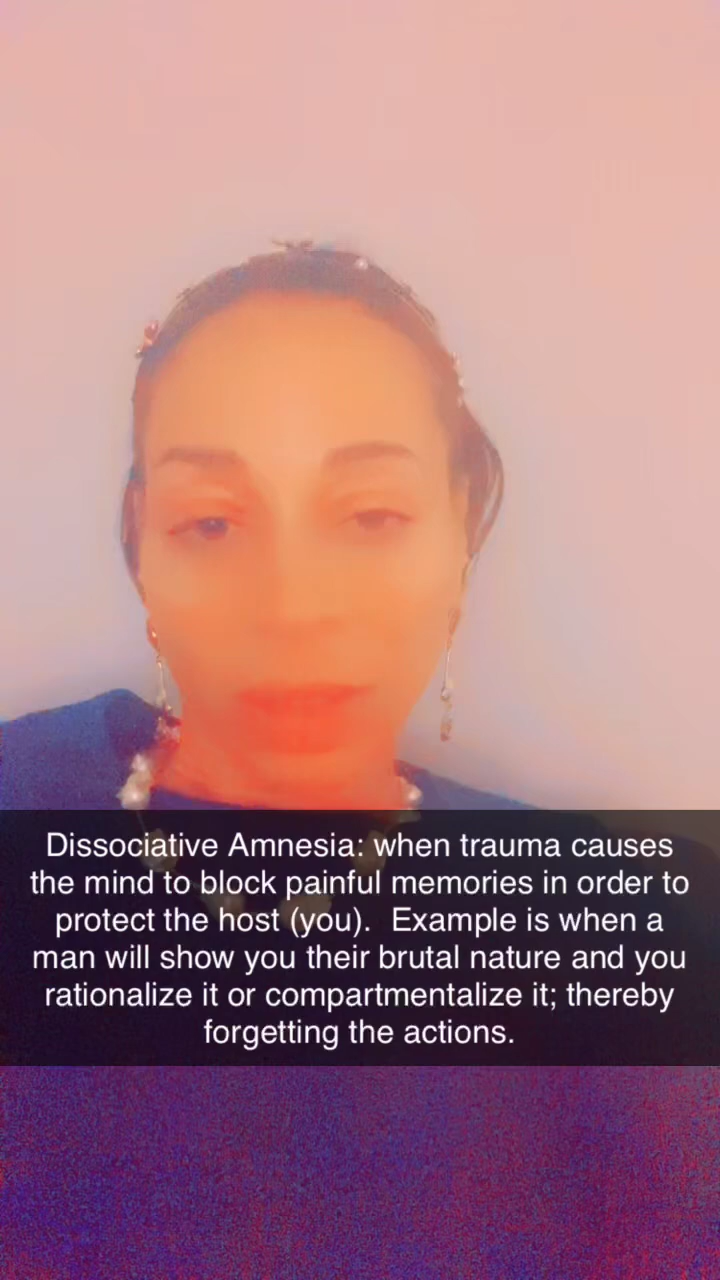 Dissociative Amnesia: when trauma causes
the mind to block painful memories in order to
protect the host (you).  Example is when a
man will show you their brutal nature and you
rationalize it or compartmentalize it; thereby
forgetting the actions.